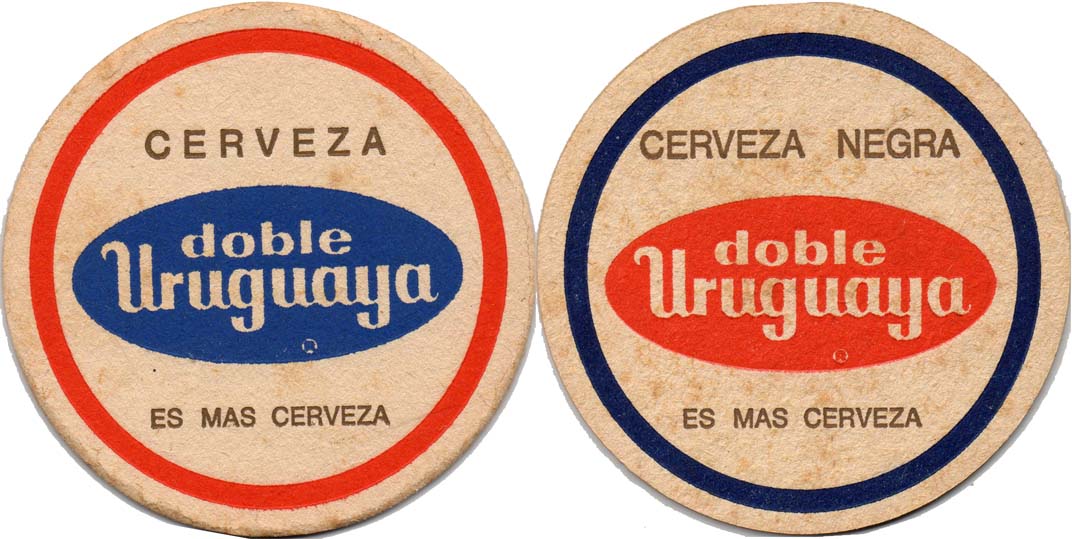 CERVEZA
doble
Uruguaya
ES MAS CERVEZA
CERVEZA NEGRA
doble
Uruguaya
ES MAS CERVEZA